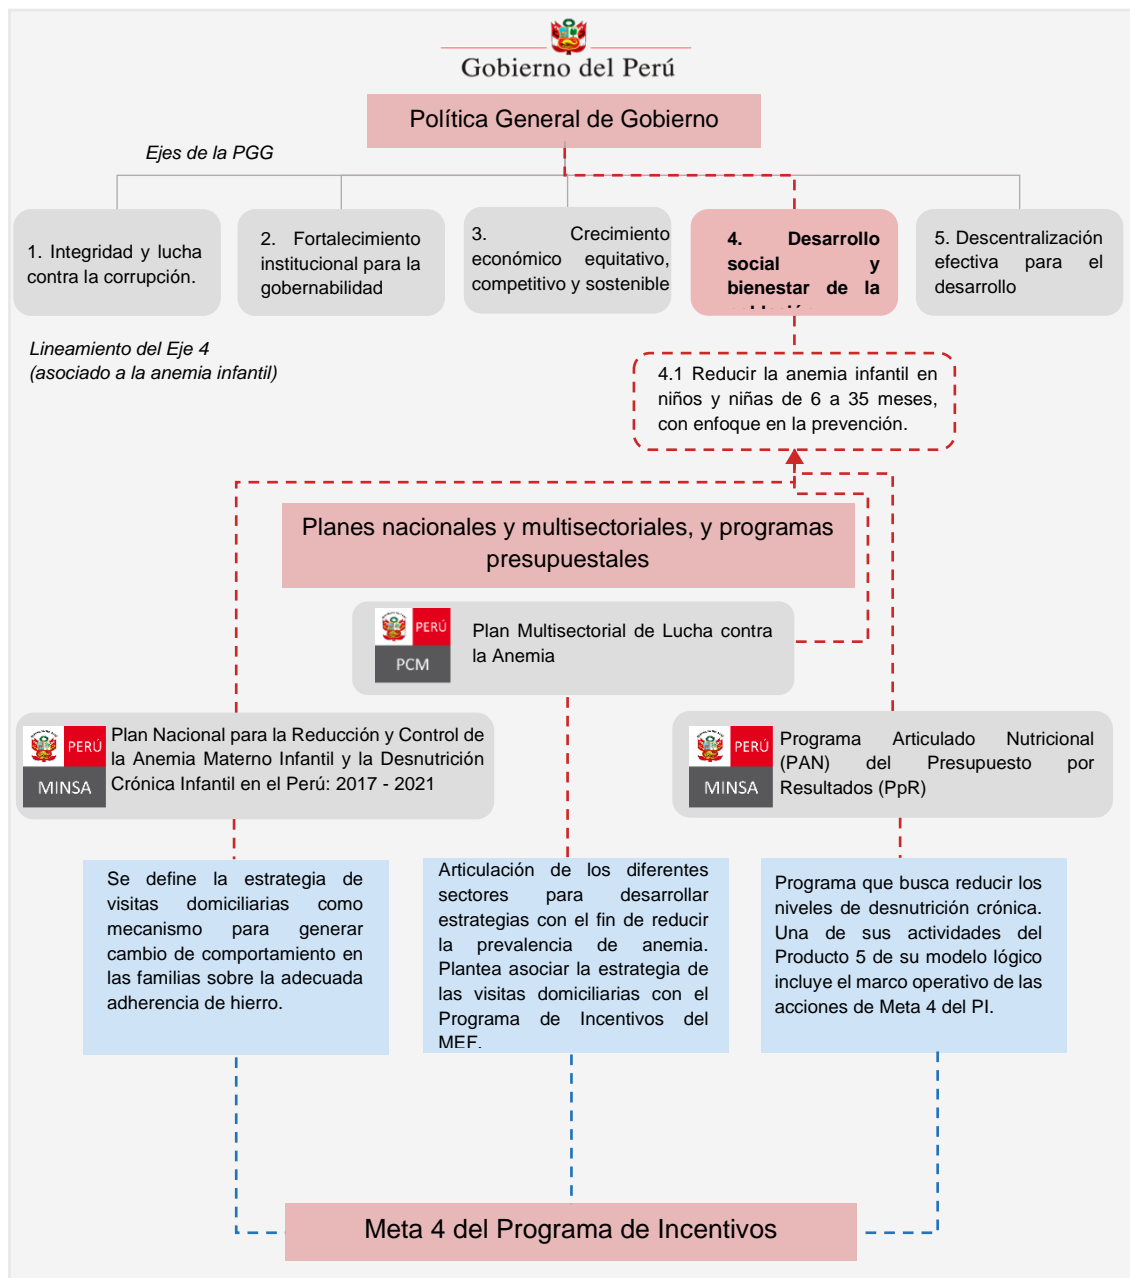 Gobierno del Perú
Política General de Gobierno
Ejes de la PGG
1. Integridad y lucha
contra la corrupción.
2. Fortalecimiento
institucional para la
gobernabilidad
3. Crecimiento
económico equitativo,
competitivo y sostenible
4. Desarrollo
social y
bienestar de la
5. Descentralización
efectiva para el
desarrollo
Lineamiento del Eje 4
(asociado a la anemia infantil)
4.1 Reducir la anemia infantil en
niños y niñas de 6 a 35 meses,
con enfoque en la prevención.
Planes nacionales y multisectoriales, y programas
presupuestales
PERÚ
PCM
Plan Multisectorial de Lucha contra
la Anemia
PERÚ
MINSA
Plan Nacional para la Reducción y Control de
la Anemia Materno Infantil y la Desnutrición
Crónica Infantil en el Perú: 2017 - 2021
PERÚ
MINSA
Programa Articulado Nutricional
(PAN) del Presupuesto por
Resultados (PpR)
Se define la estrategia de
visitas domiciliarias como
mecanismo para generar
cambio de comportamiento en
las familias sobre la adecuada
adherencia de hierro.
Articulación de los diferentes
sectores para desarrollar
estrategias con el fin de reducir
la prevalencia de anemia.
Plantea asociar la estrategia de
las visitas domiciliarias con el
Programa de Incentivos del
MEF.
Programa que busca reducir los
niveles de desnutrición crónica.
Una de sus actividades del
Producto 5 de su modelo lógico
incluye el marco operativo de las
acciones de Meta 4 del PI.
Meta 4 del Programa de Incentivos